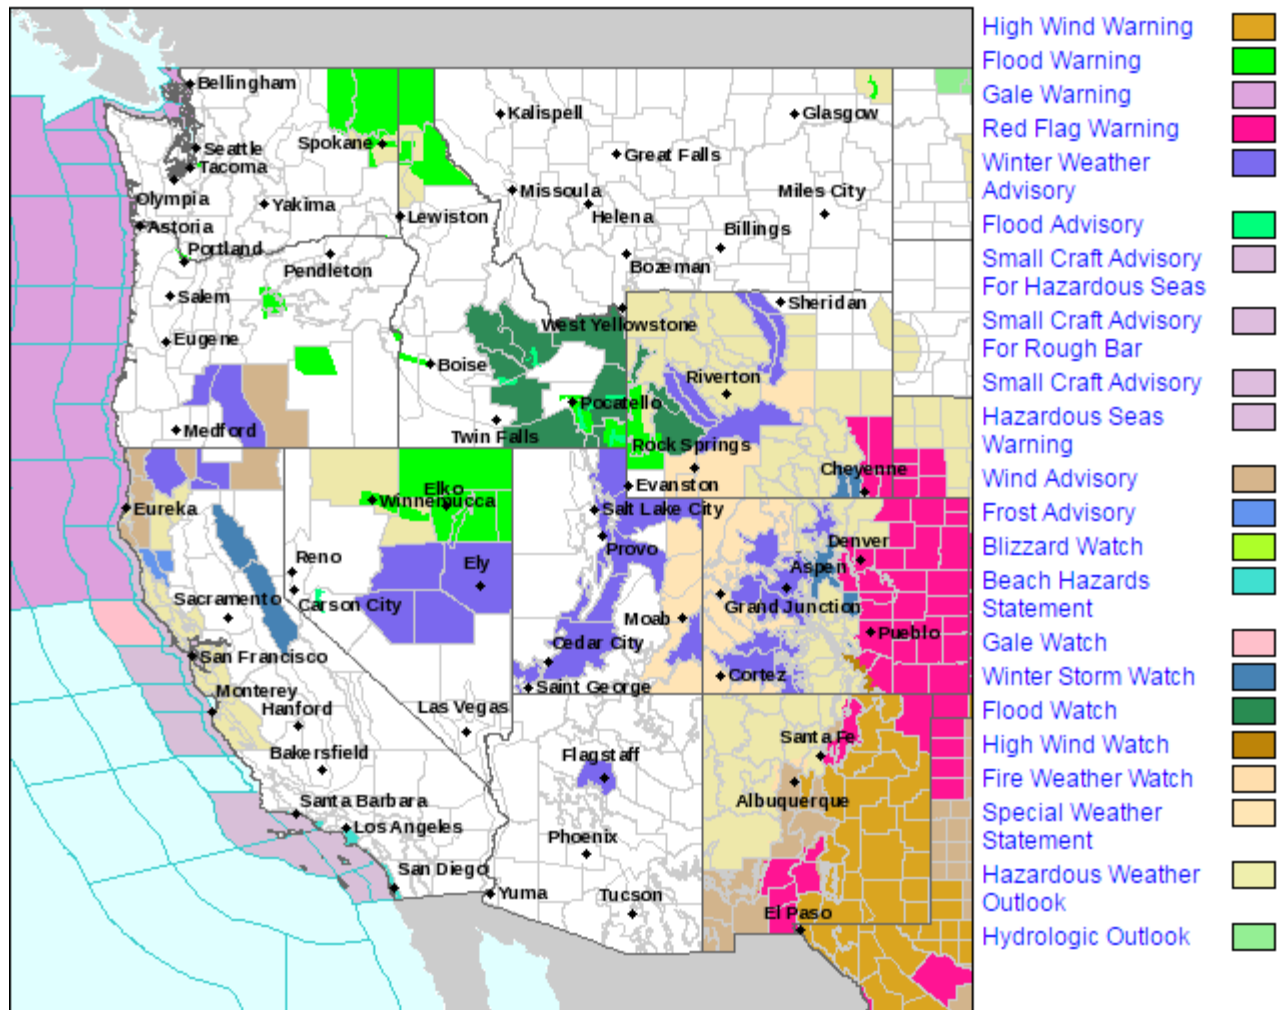 Bellingham
Kalispell
Glasgow
Spokane
Seattle
Great Falls
Tacoma
Missoula
Miles City
Olympia
Yakima
Lewiston
Helena
Astoria
Billings
Portland
Pendleton
Bozeman
Salem
Sheridan
West Yellowstone
Eugene
Boise
Riverton
Pocatello
Medford
Twin Falls
Rock Springs
Cheyenne
Elko
Evanston
Winnemucca
Eureka
Salt Lake City
Provo
Denver
Reno
Ely
Aspen
Sacramento
Carson City
Grand Junction
Moab
Pueblo
Cedar City
San Francisco
Cortez
Saint George
Monterey
Hanford
Las Vegas
Santa Fe
Bakersfield
Flagstaff
Albuquerque
Santa Barbara
Los Angeles
Phoenix
San Diego
Yuma
Tucson
El Paso
High Wind Warning
Flood Warning
Gale Warning
Red Flag Warning
Winter Weather
Advisory
Flood Advisory
Small Craft Advisory
For Hazardous Seas
Small Craft Advisory
For Rough Bar
Small Craft Advisory
Hazardous Seas
Warning
Wind Advisory
Frost Advisory
Blizzard Watch
Beach Hazards
Statement
Gale Watch
Winter Storm Watch
Flood Watch
High Wind Watch
Fire Weather Watch
Special Weather
Statement
Hazardous Weather
Outlook
Hydrologic Outlook